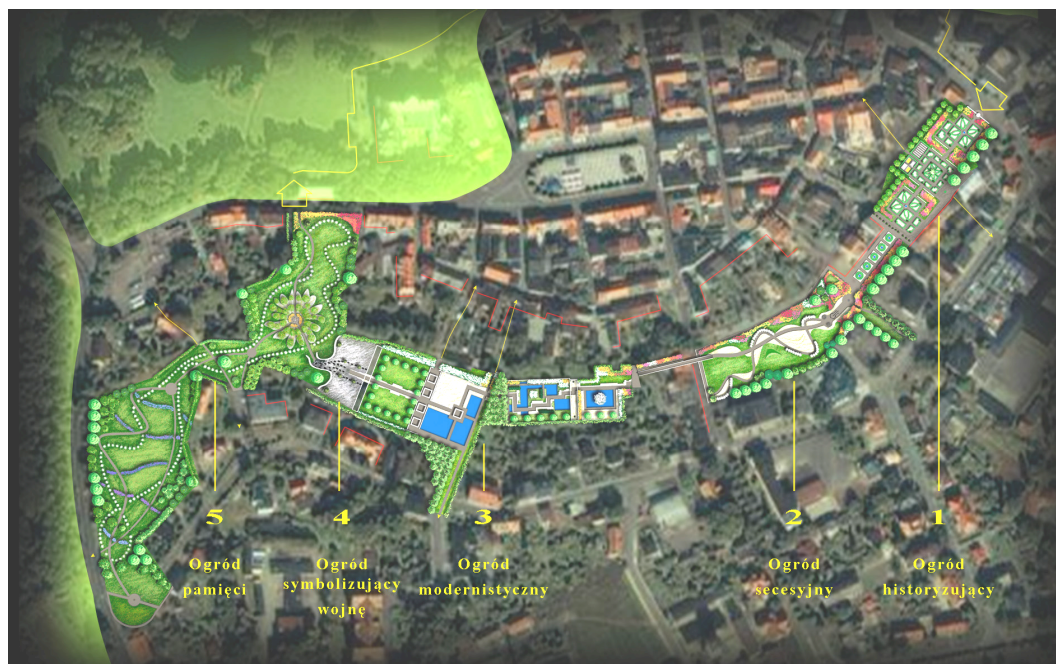 5
4
3
2
1
Ogród
pamięci
Ogród
symbolizujący
wojnę
Ogród
modernistyczny
Ogród
secesyjny
Ogród
historyzujący